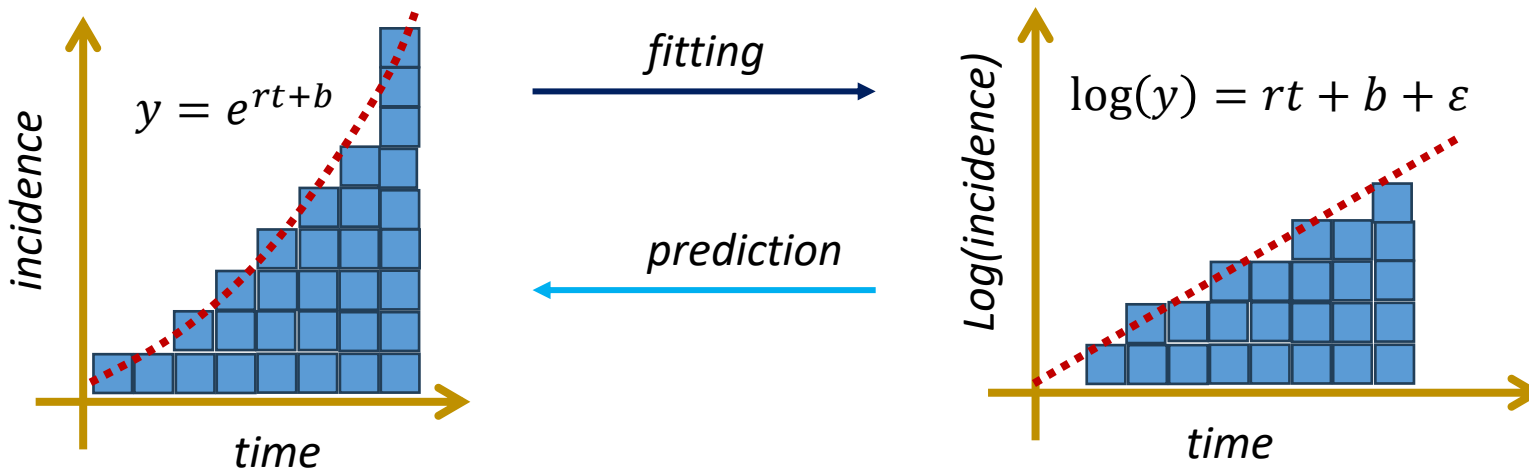 incidence
y = e^{rt+b}
time
fitting
prediction
Log(incidence)
log(y) = rt + b + ε
time